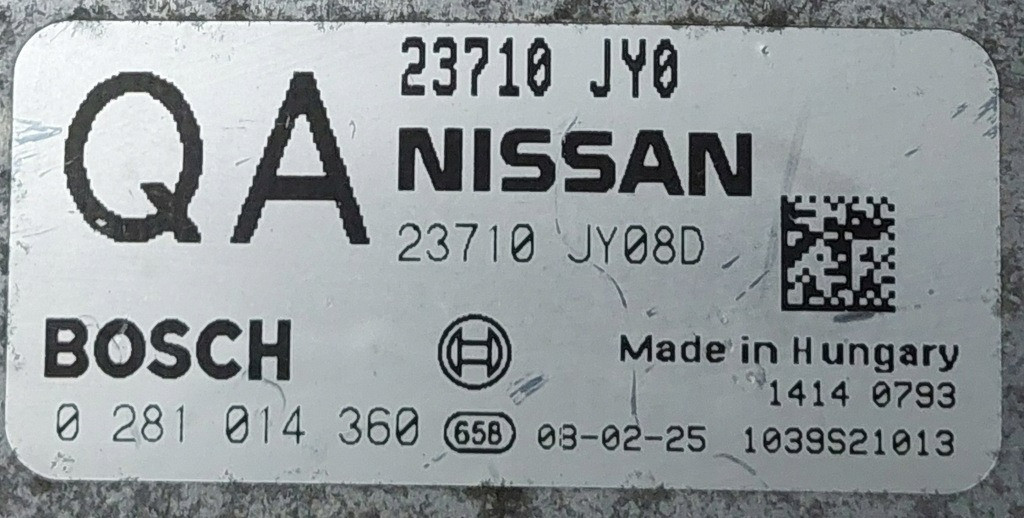 QA
23710 JY0
NISSAN
23710 JY08D
BOSCH
Made in Hungary
1414 0793
0 281 014 360 658 08-02-25 1039S21013